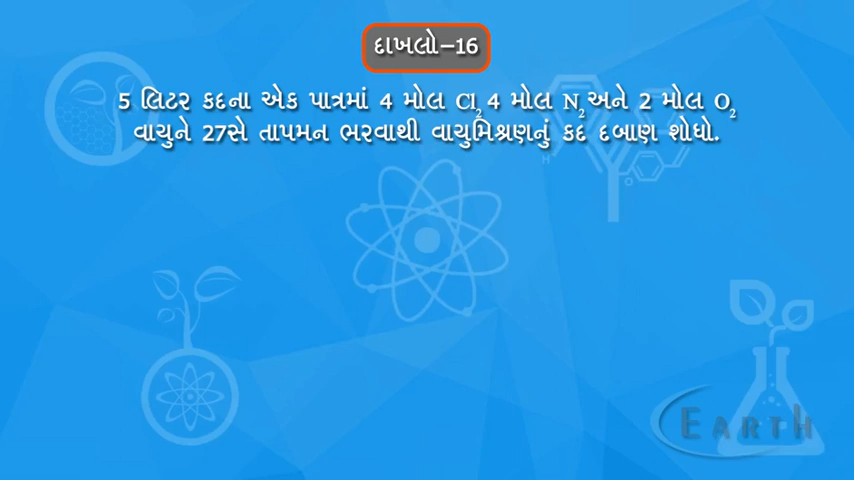 દાખલો–16
5 લિટર કદના એક પાત્રમાં 4 મોલ Cl₂ 4 મોલ N₂ અને 2 મોલ O₂
વાયુને 27સે તાપમન ભરવાથી વાયુમિશ્રણનું કદ દબાણ શોધો.
EARTH